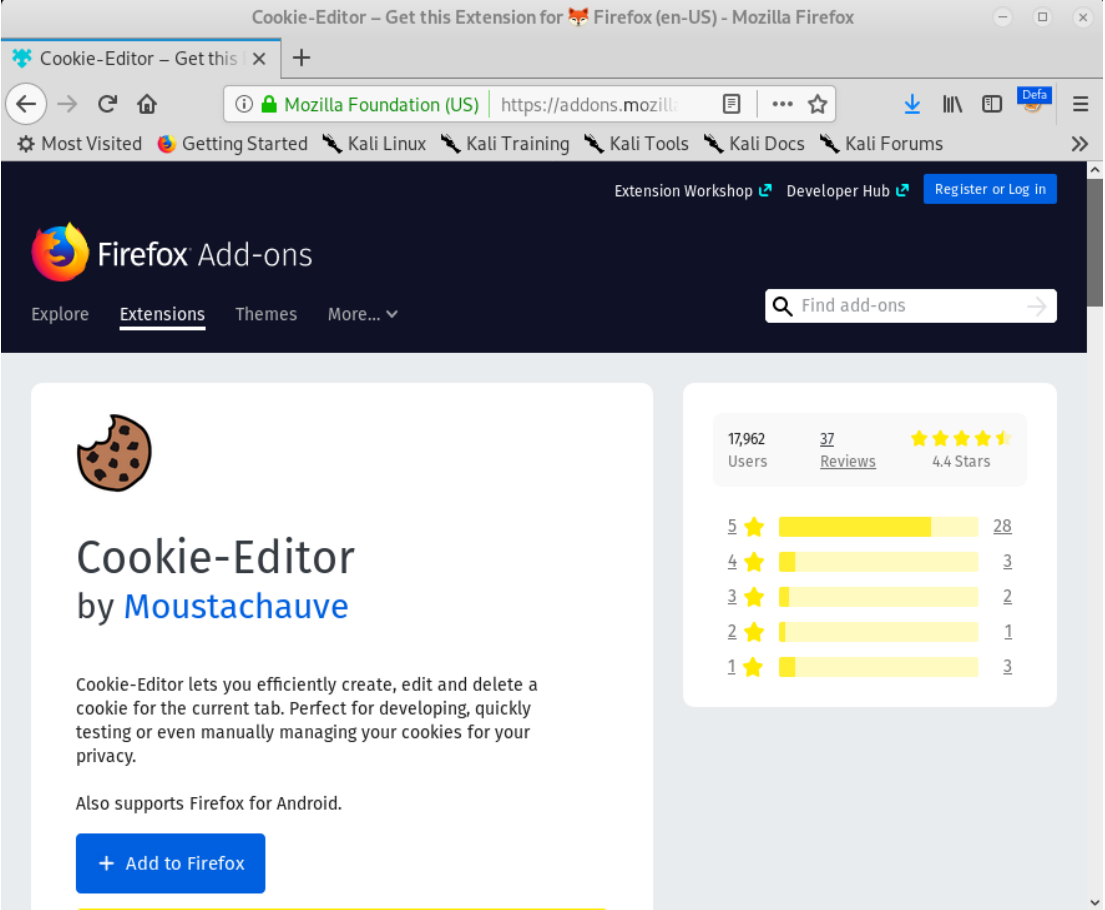 Cookie-Editor – Get this Extension for 🦊 Firefox (en-US) - Mozilla Firefox
Cookie-Editor – Get this
Mozilla Foundation (US) https://addons.mozilla
Defa
Most Visited Getting Started Kali Linux Kali Training Kali Tools Kali Docs Kali Forums
Extension Workshop Developer Hub Register or Log in
Firefox Add-ons
Explore Extensions Themes More...
Find add-ons
Cookie-Editor
by Moustachauve
Cookie-Editor lets you efficiently create, edit and delete a
cookie for the current tab. Perfect for developing, quickly
testing or even manually managing your cookies for your
privacy.
Also supports Firefox for Android.
+ Add to Firefox
17,962 37
Users Reviews 4.4 Stars
5 28
4 3
3 2
2 1
1 3